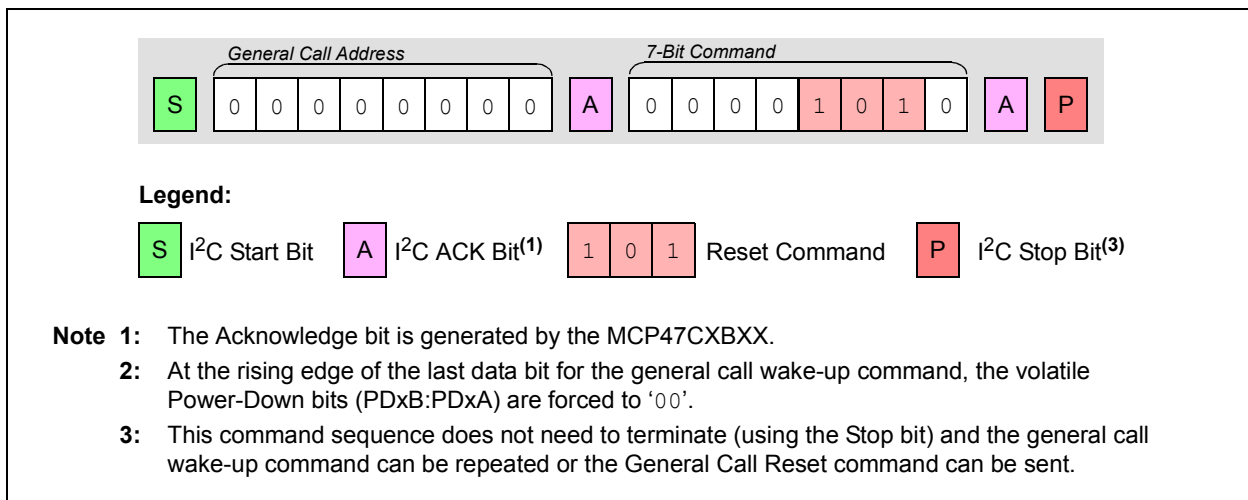 General Call Address 7-Bit Command
S 0 0 0 0 0 0 0 0 A 0 0 0 0 1 0 1 0 A P
Legend:
S I2C Start Bit A I2C ACK Bit(1) 1 0 1 Reset Command P I2C Stop Bit(3)
Note 1: The Acknowledge bit is generated by the MCP47CXBXX.
2: At the rising edge of the last data bit for the general call wake-up command, the volatile
Power-Down bits (PDxB:PDxA) are forced to ‘00’.
3: This command sequence does not need to terminate (using the Stop bit) and the general call
wake-up command can be repeated or the General Call Reset command can be sent.